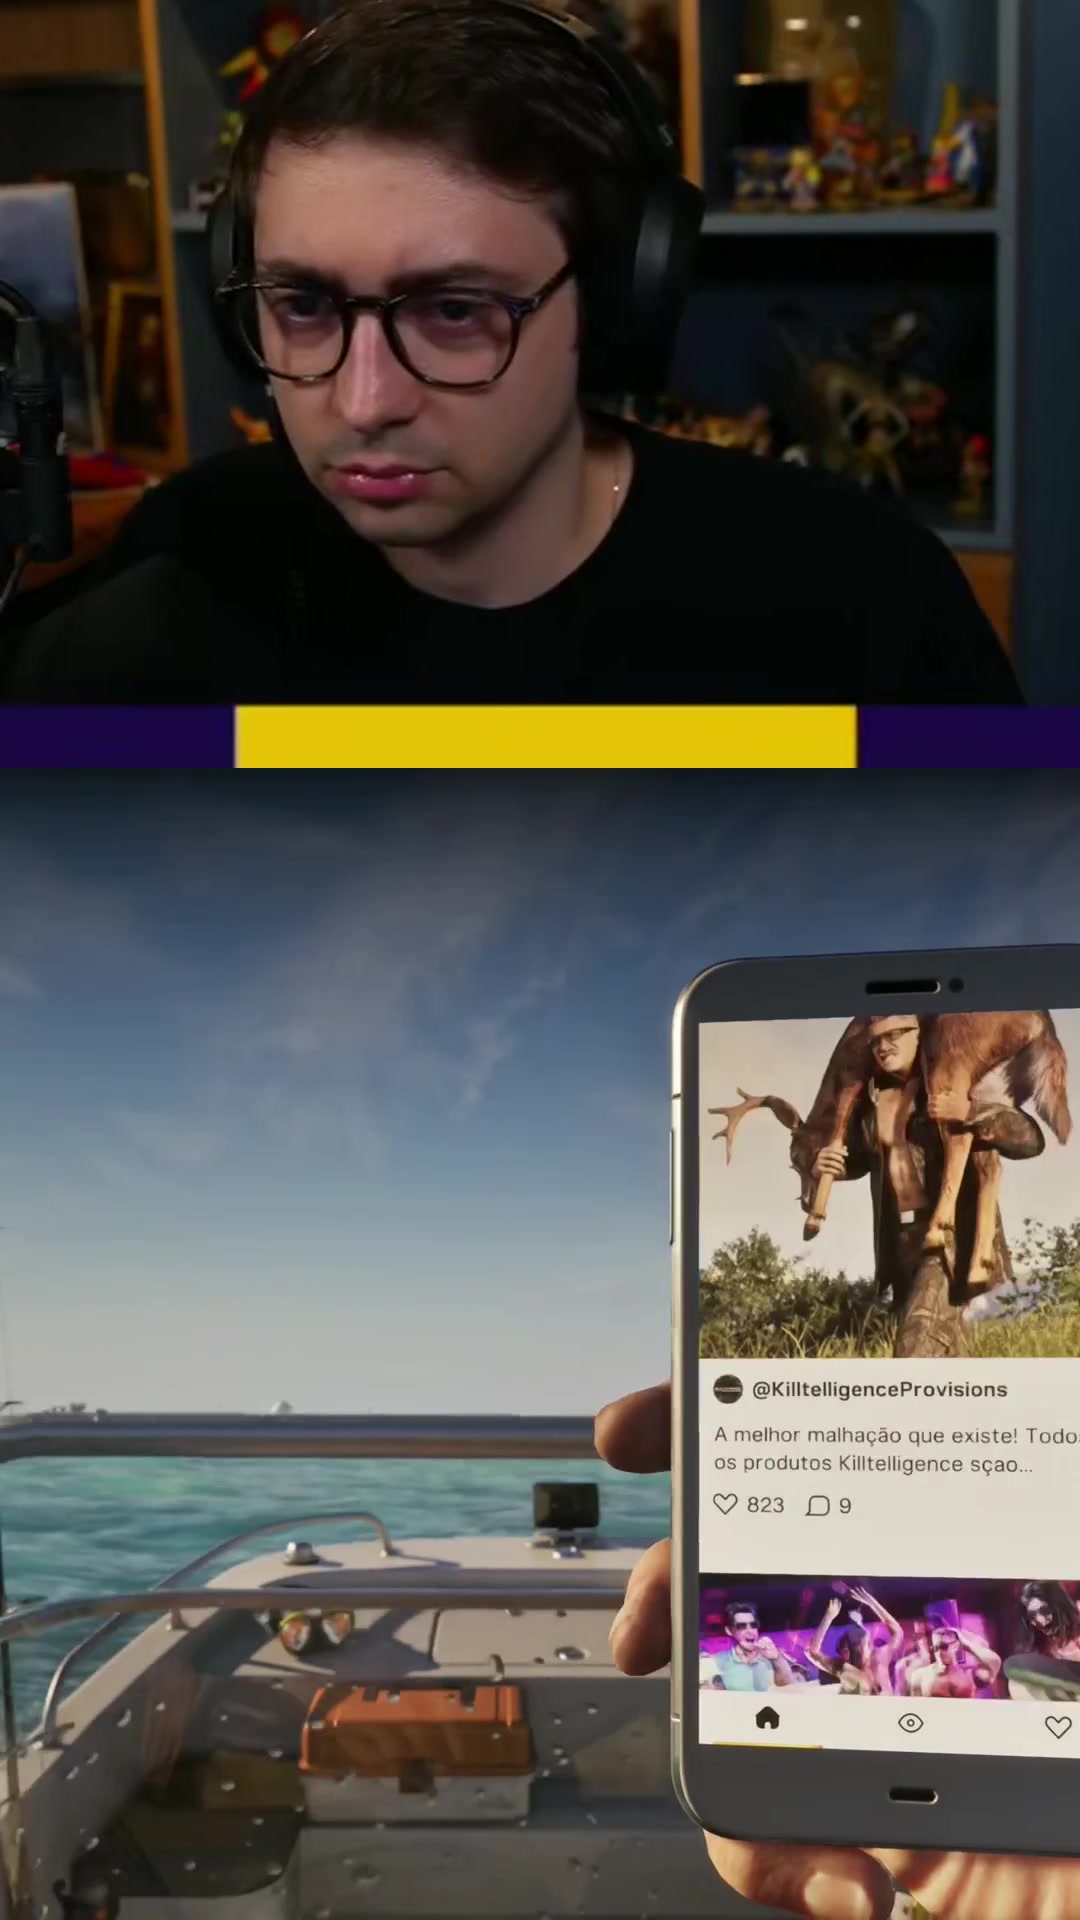 @KilltelligenceProvisions
A melhor malhação que existe! Todo
os produtos Killtelligence sçao...
823 9